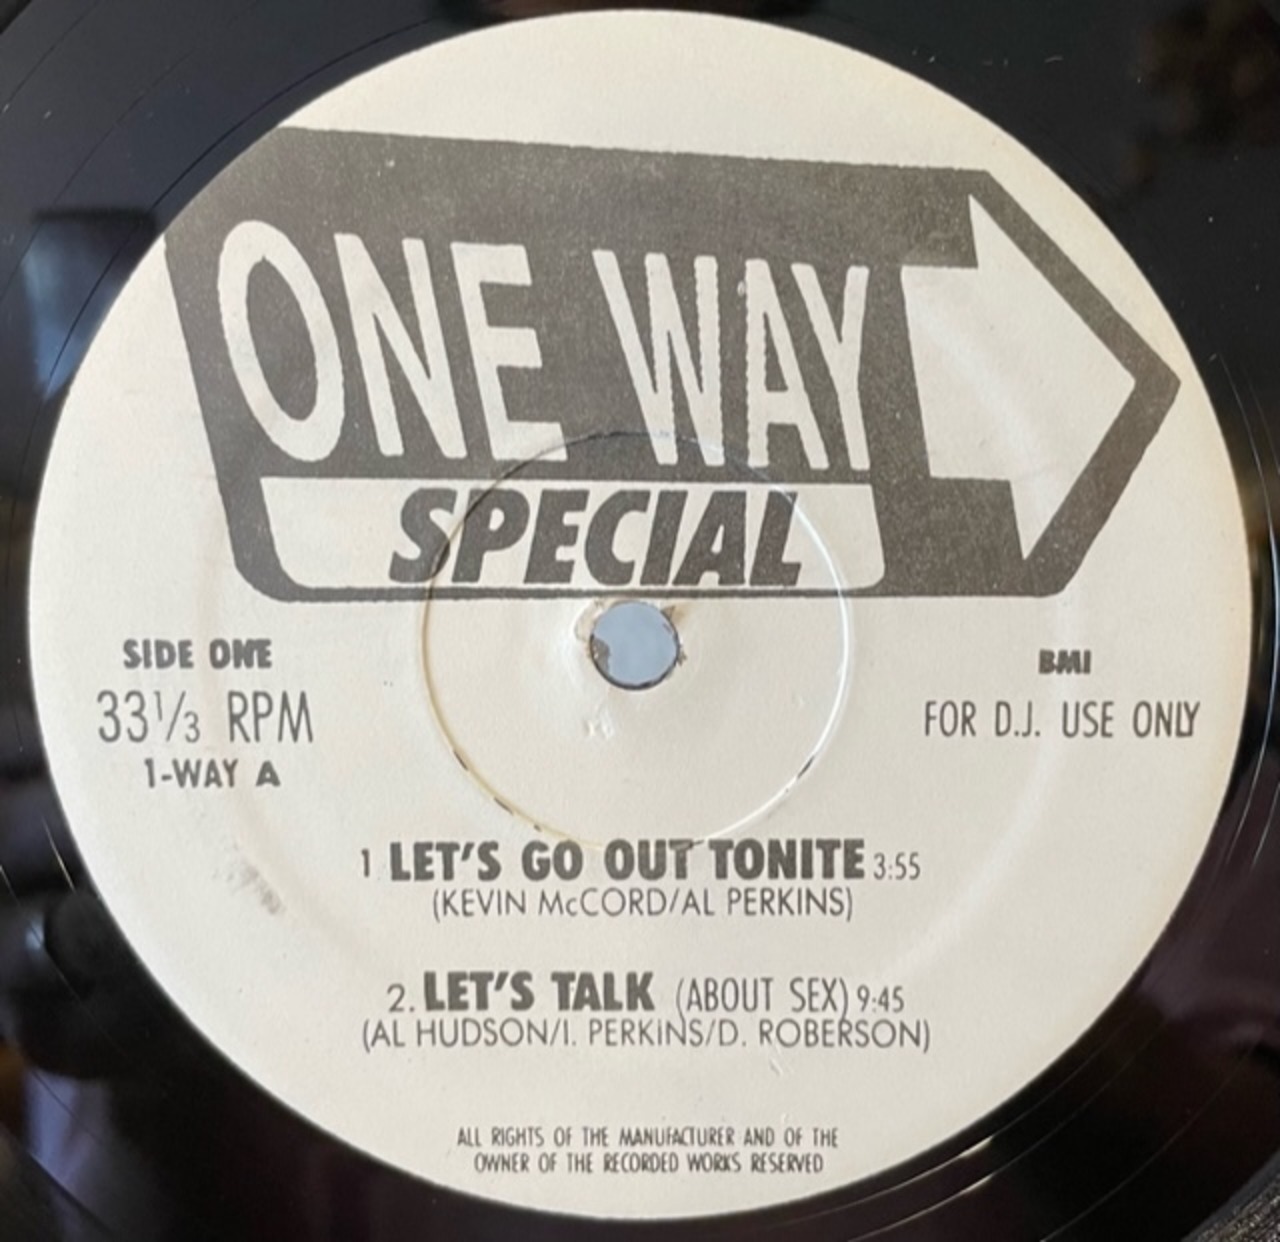 ONE WAY
SPECIAL
SIDE ONE
33 1/3 RPM
1-WAY A
BMI
FOR D.J. USE ONLY
1 LET'S GO OUT TONITE 3:55
(KEVIN McCORD/AL PERKINS)
2. LET'S TALK (ABOUT SEX) 9:45
(AL HUDSON/I. PERKINS/D. ROBERSON)
ALL RIGHTS OF THE MANUFACTURER AND OF THE
OWNER OF THE RECORDED WORKS RESERVED